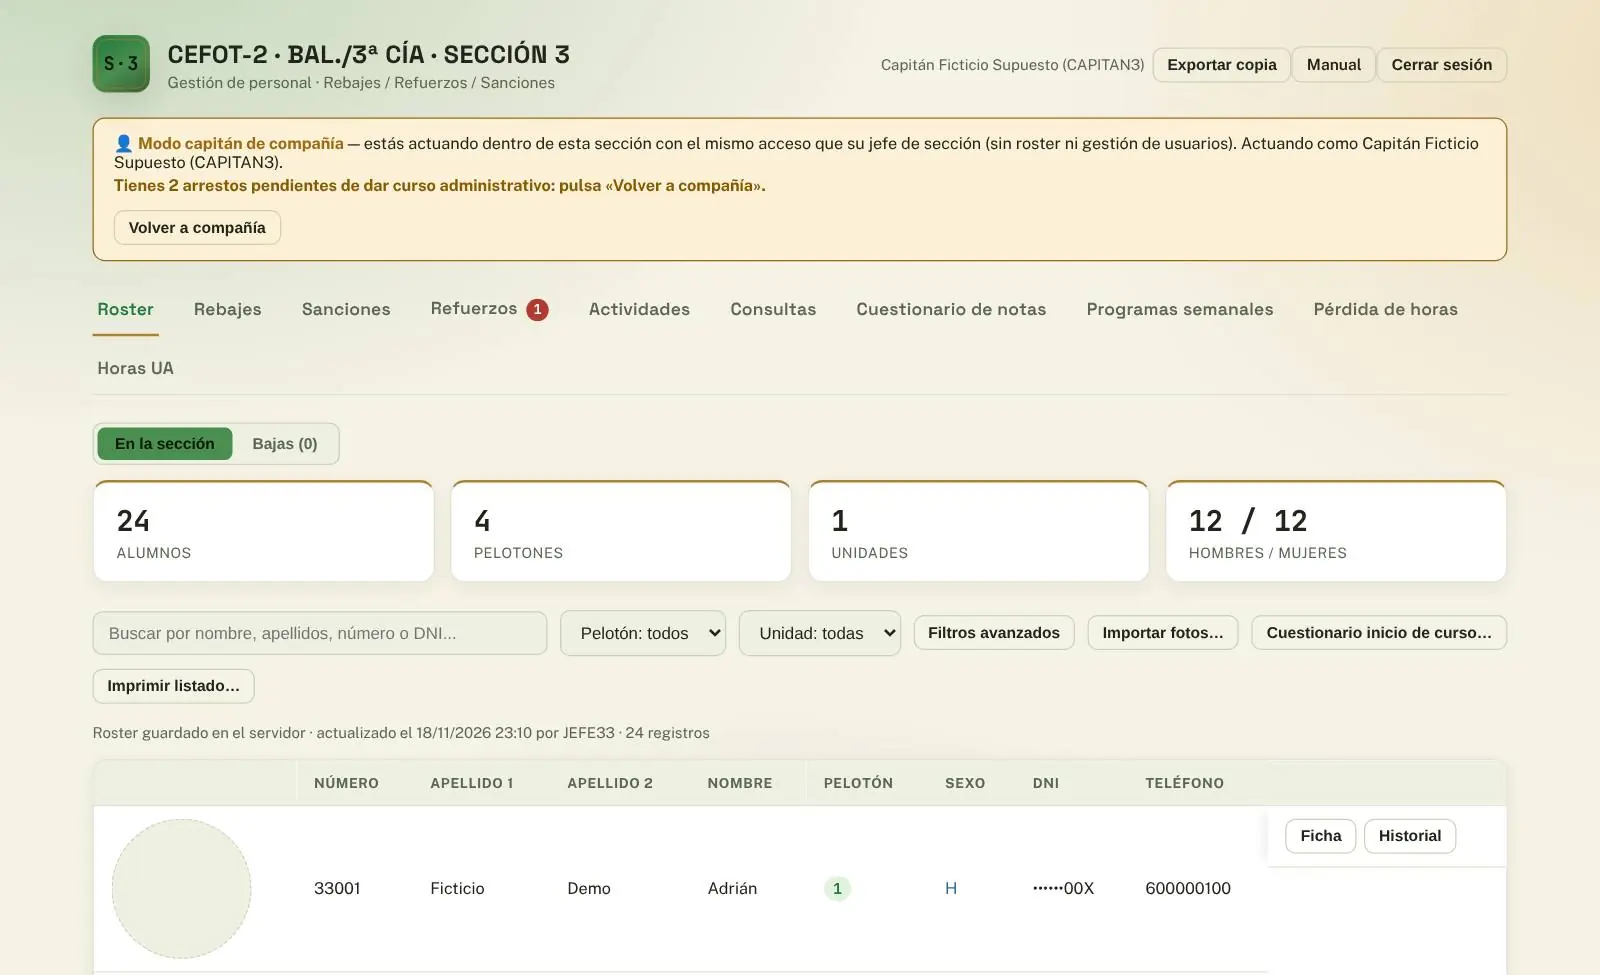 S·3
CEFOT-2 · BAL./3ª CÍA · SECCIÓN 3
Gestión de personal · Rebajes / Refuerzos / Sanciones
Capitán Ficticio Supuesto (CAPITAN3)
Exportar copia
Manual
Cerrar sesión
👤 Modo capitán de compañía — estás actuando dentro de esta sección con el mismo acceso que su jefe de sección (sin roster ni gestión de usuarios). Actuando como Capitán Ficticio
Supuesto (CAPITAN3).
Tienes 2 arrestos pendientes de dar curso administrativo: pulsa «Volver a compañía».
Volver a compañía
Roster Rebajes Sanciones Refuerzos 1 Actividades Consultas Cuestionario de notas Programas semanales Pérdida de horas
Horas UA
En la sección Bajas (0)
24
ALUMNOS
4
PELOTONES
1
UNIDADES
12 / 12
HOMBRES / MUJERES
Buscar por nombre, apellidos, número o DNI...
Pelotón: todos
Unidad: todas
Filtros avanzados
Importar fotos...
Cuestionario inicio de curso...
Imprimir listado...
Roster guardado en el servidor · actualizado el 18/11/2026 23:10 por JEFE33 · 24 registros
NÚMERO APELLIDO 1 APELLIDO 2 NOMBRE PELOTÓN SEXO DNI TELÉFONO
33001 Ficticio Demo Adrián 1 H ••••••00X 600000100
Ficha Historial